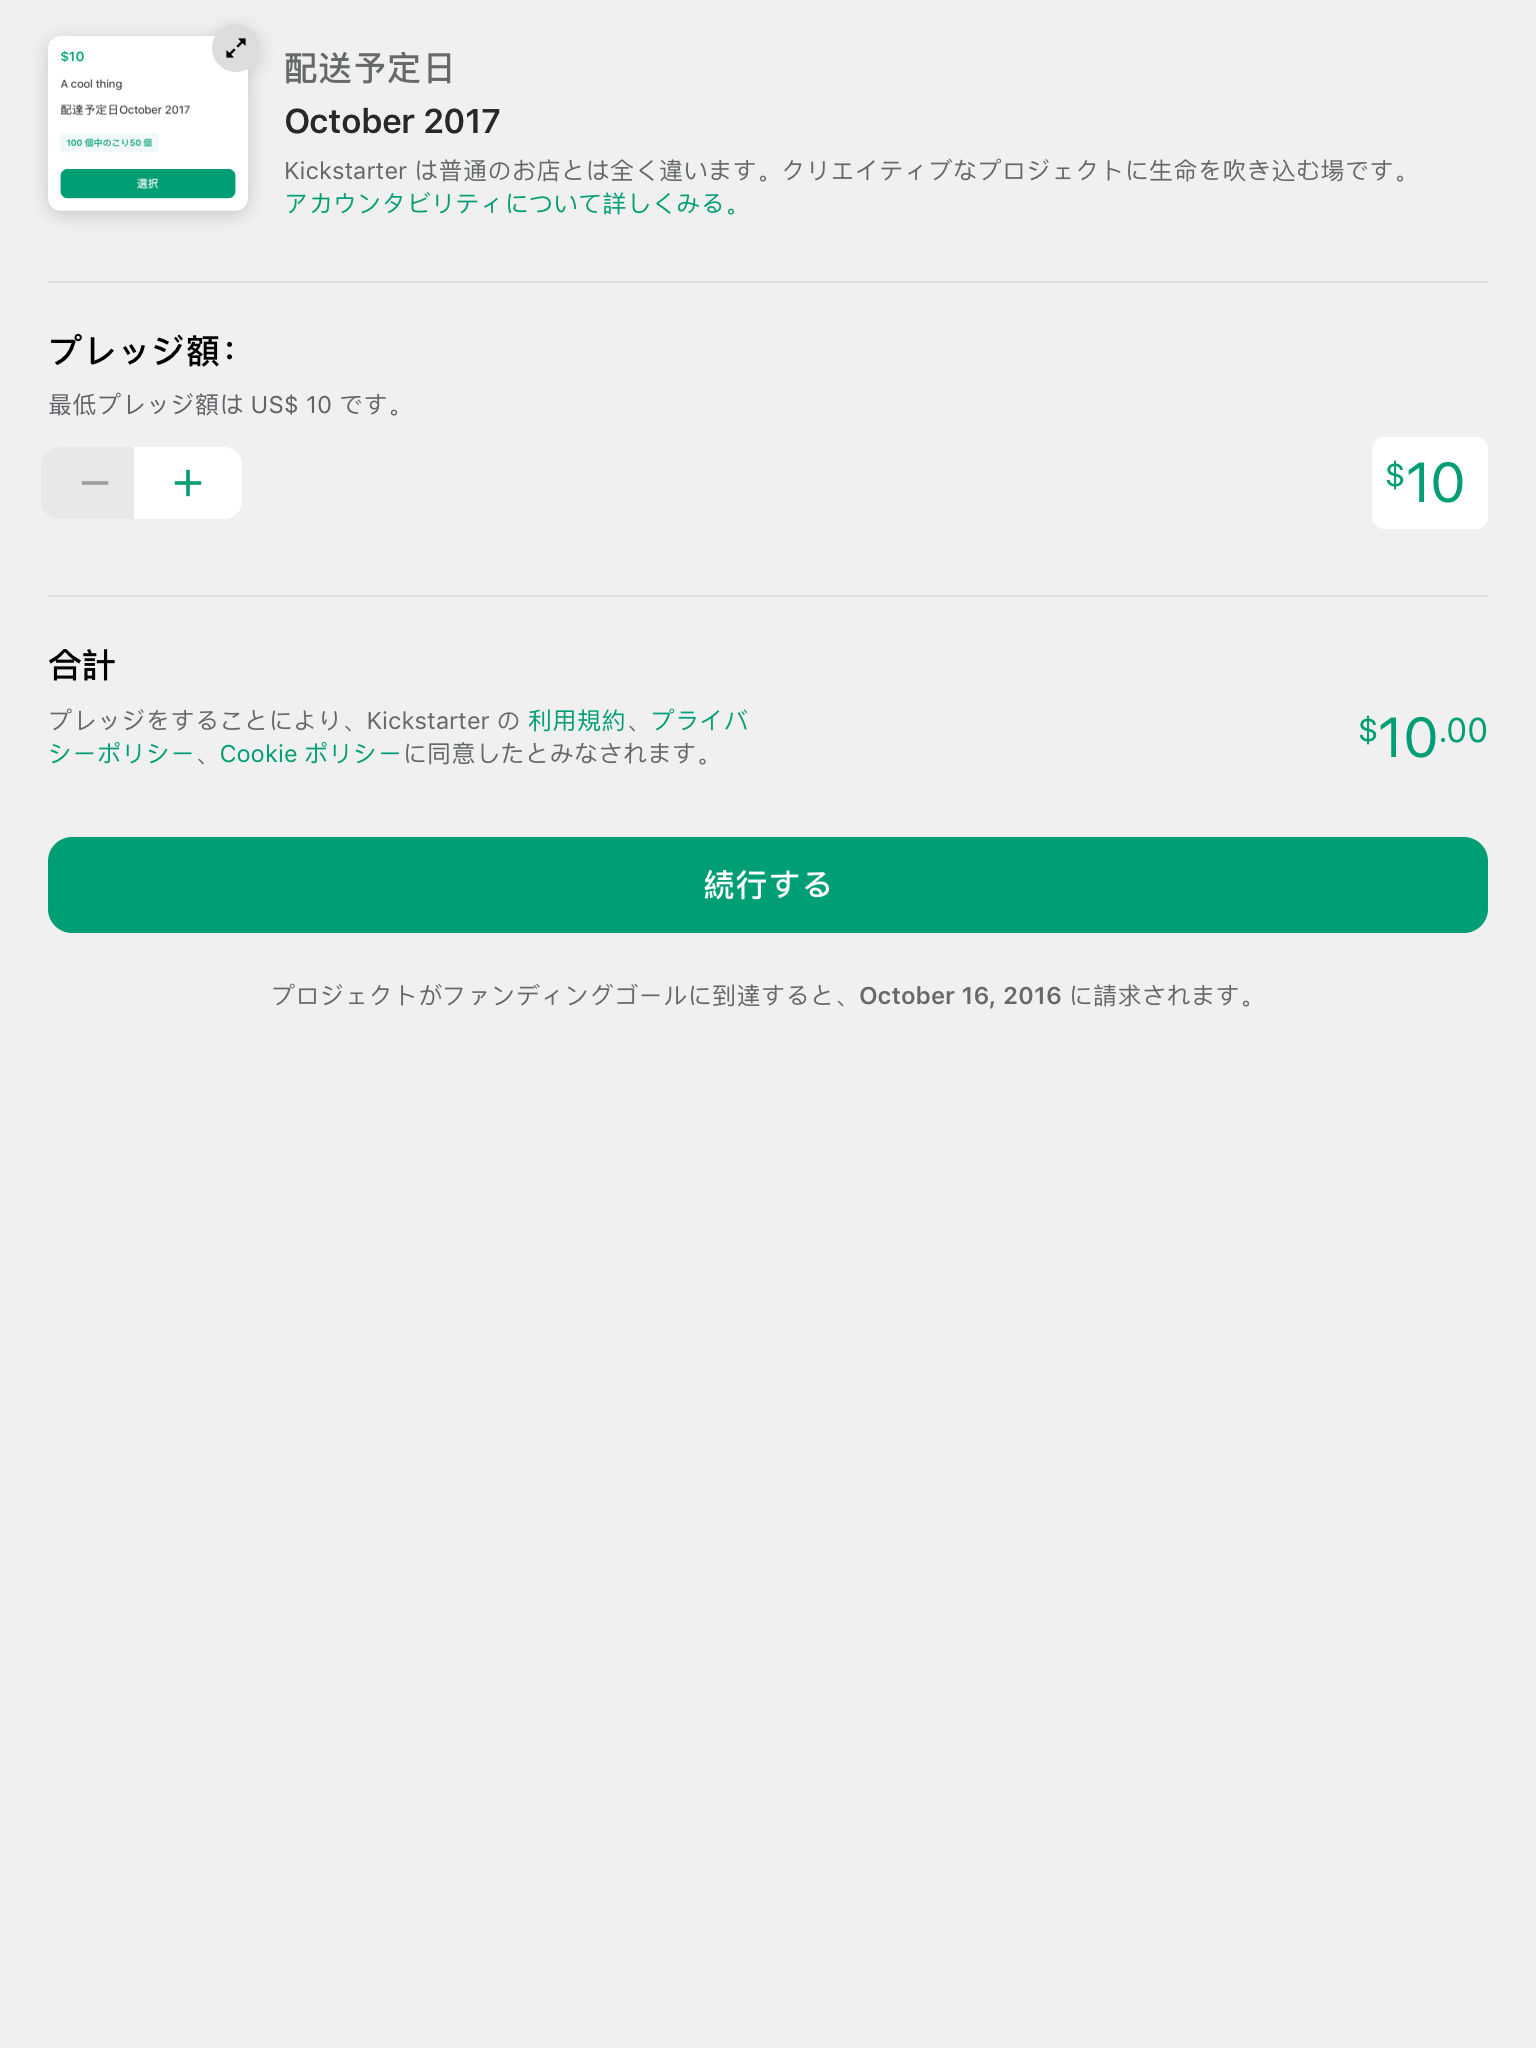 $10
A cool thing
配達予定日October 2017
100 個中のこり50 個
選択
配送予定日
October 2017
Kickstarter は普通のお店とは全く違います。クリエイティブなプロジェクトに生命を吹き込む場です。
アカウンタビリティについて詳しくみる。
プレッジ額：
最低プレッジ額は US$ 10 です。
$10
合計
プレッジをすることにより、Kickstarter の 利用規約、プライバ
シーポリシー、Cookie ポリシーに同意したとみなされます。
$10.00
続行する
プロジェクトがファンディングゴールに到達すると、October 16, 2016 に請求されます。